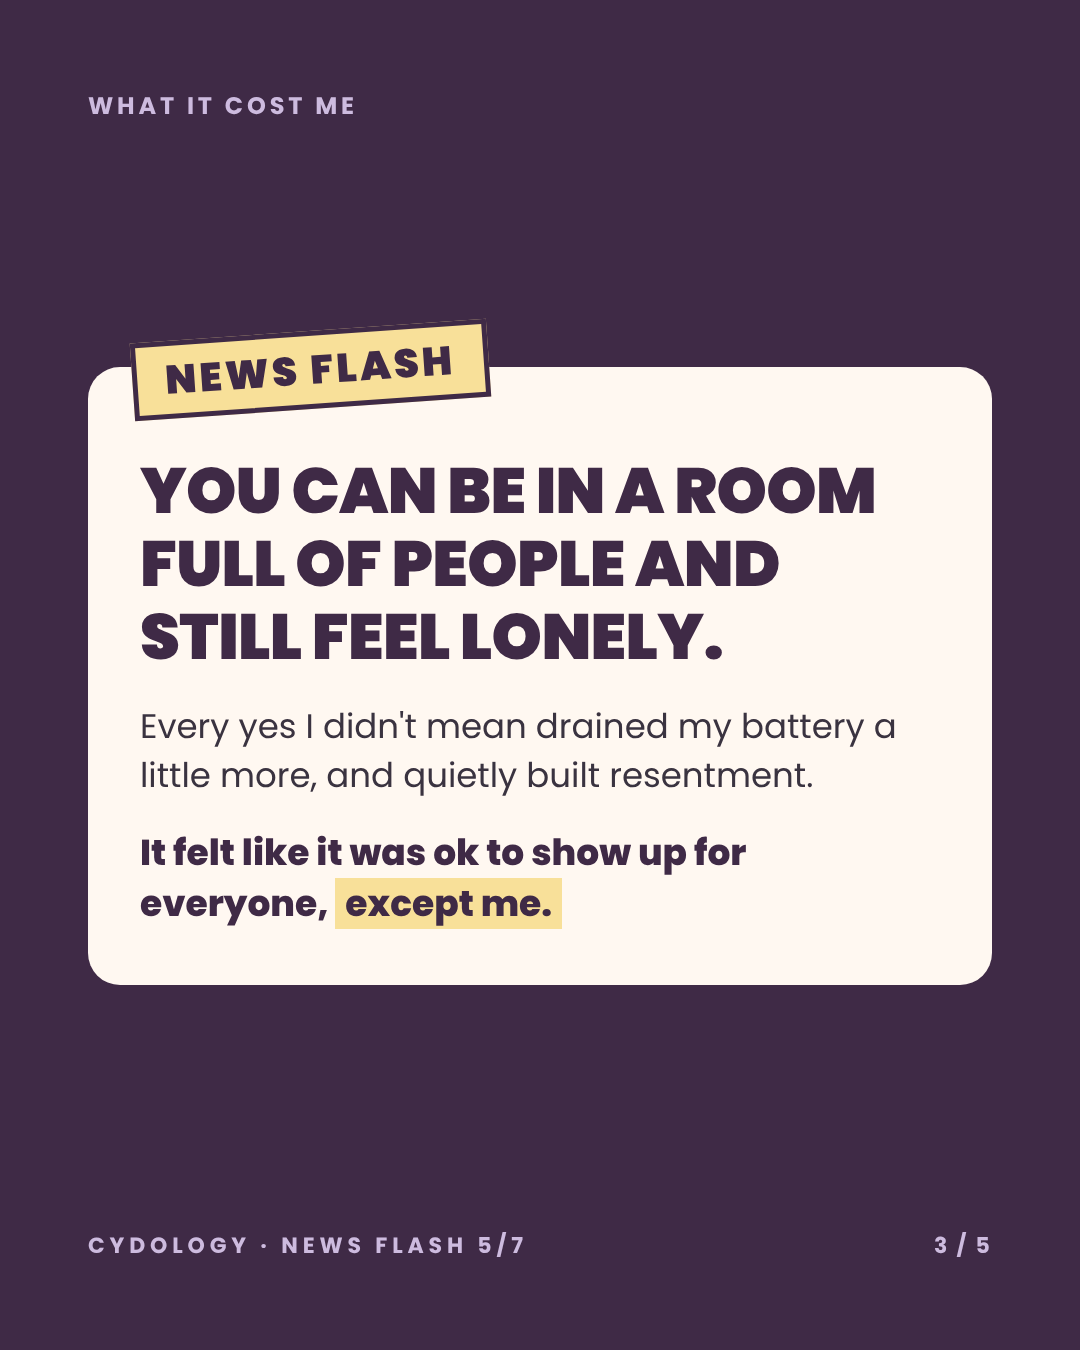 WHAT IT COST ME
NEWS FLASH
YOU CAN BE IN A ROOM
FULL OF PEOPLE AND
STILL FEEL LONELY.
Every yes I didn't mean drained my battery a
little more, and quietly built resentment.
It felt like it was ok to show up for
everyone, except me.
CYDOLOGY · NEWS FLASH 5/7
3 / 5